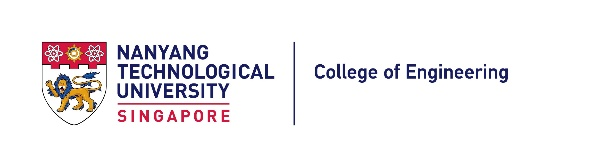 NANYANG
TECHNOLOGICAL
UNIVERSITY
SINGAPORE
College of Engineering